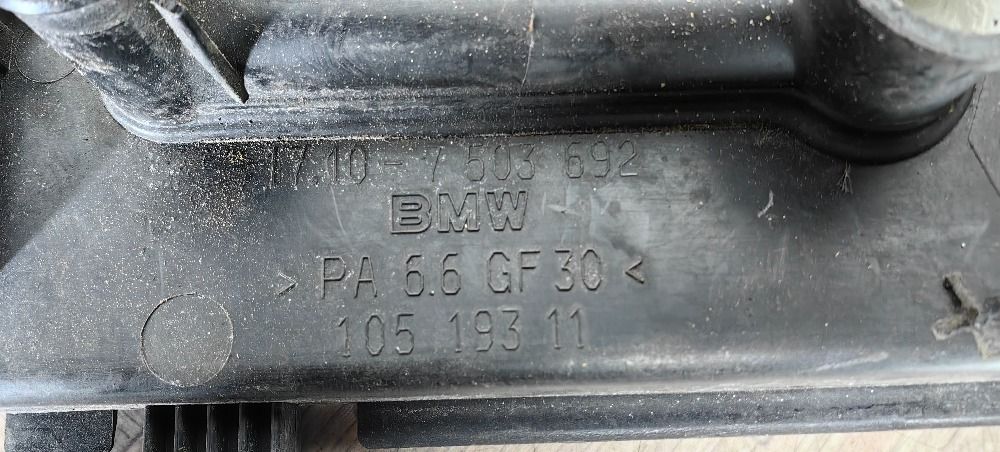 17.10-7 503 692
BMW
> PA 6.6 GF 30 <
105 193 11